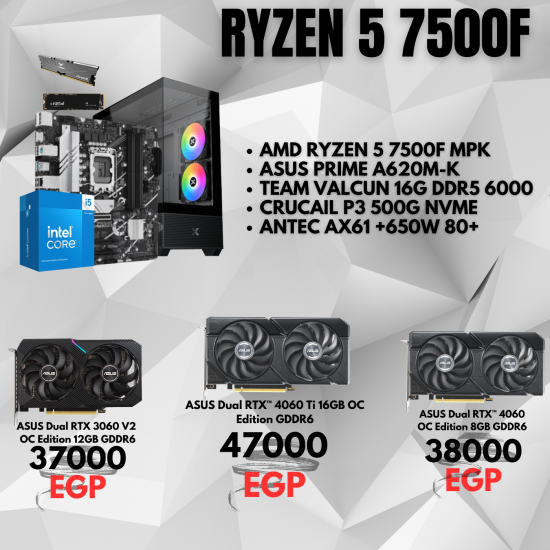 RYZEN 5 7500F
• AMD RYZEN 5 7500F MPK
• ASUS PRIME A620M-K
• TEAM VALCUN 16G DDR5 6000
• CRUCAIL P3 500G NVME
• ANTEC AX61 +650W 80+
i5
intel
CORE
ASUS Dual RTX 3060 V2
OC Edition 12GB GDDR6
37000
EGP
ASUS Dual RTX™ 4060 Ti 16GB OC
Edition GDDR6
47000
EGP
ASUS Dual RTX™ 4060
OC Edition 8GB GDDR6
38000
EGP